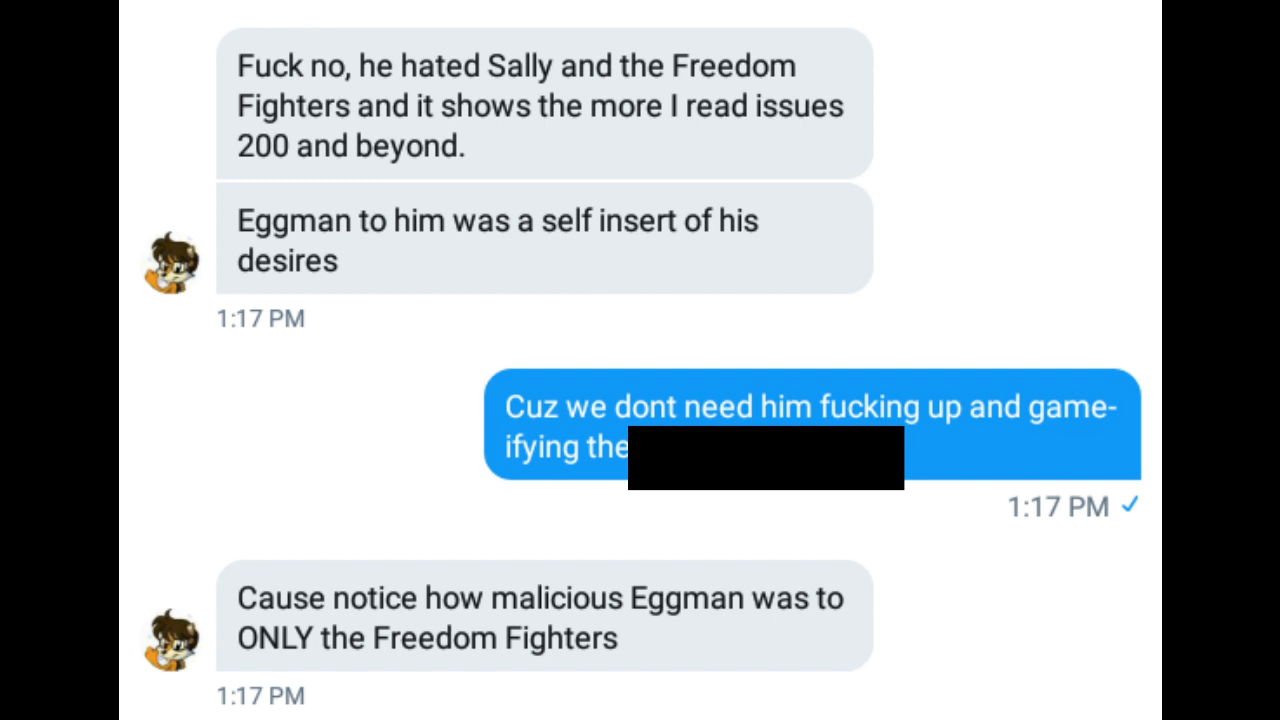 Fuck no, he hated Sally and the Freedom
Fighters and it shows the more I read issues
200 and beyond.
Eggman to him was a self insert of his
desires
1:17 PM
Cuz we dont need him fucking up and game-
ifying the
1:17 PM ✓
Cause notice how malicious Eggman was to
ONLY the Freedom Fighters
1:17 PM